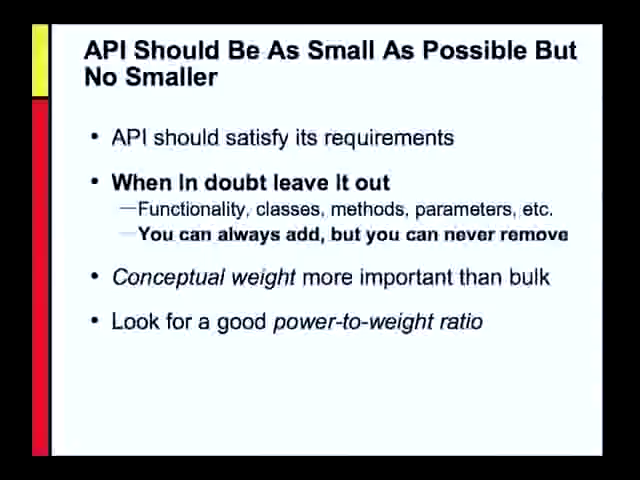 API Should Be As Small As Possible But
No Smaller
• API should satisfy its requirements
• When In doubt leave It out
—Functionality, classes, methods, parameters, etc.
—You can always add, but you can never remove
• Conceptual weight more important than bulk
• Look for a good power-to-weight ratio